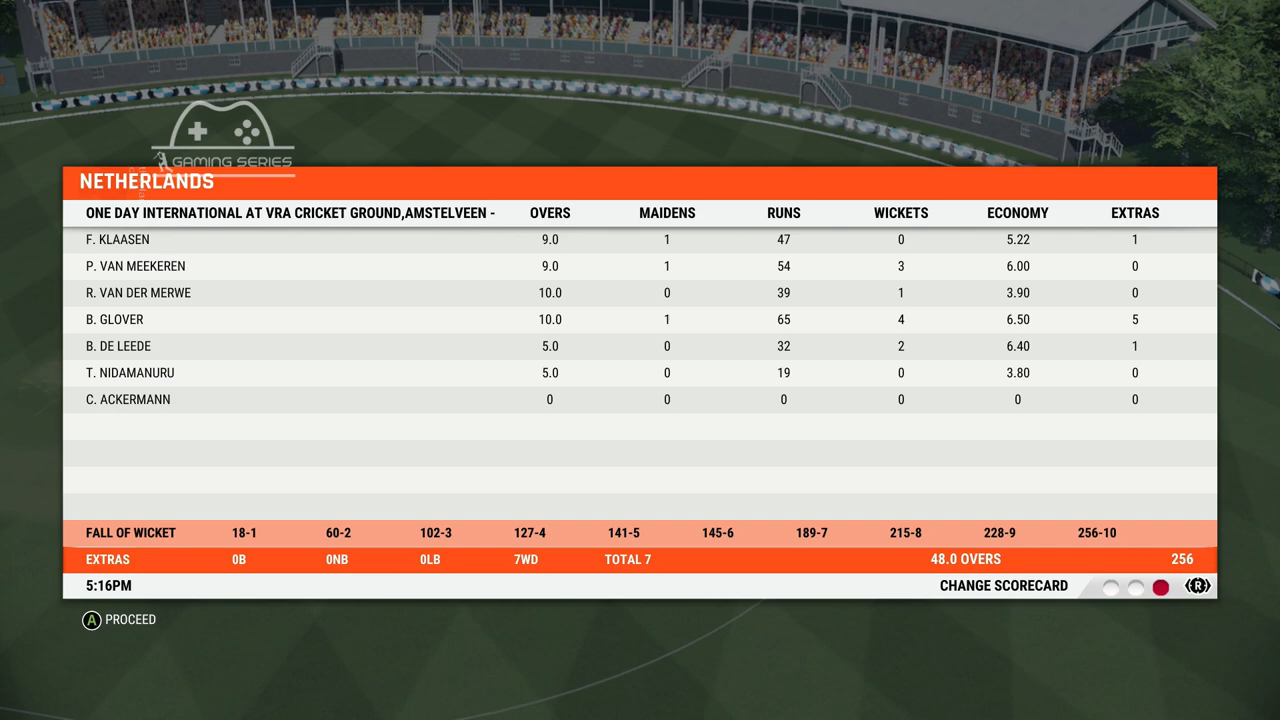 GAMING SERIES
NETHERLANDS
ONE DAY INTERNATIONAL AT VRA CRICKET GROUND,AMSTELVEEN - OVERS MAIDENS RUNS WICKETS ECONOMY EXTRAS
F. KLAASEN 9.0 1 47 0 5.22 1
P. VAN MEEKEREN 9.0 1 54 3 6.00 0
R. VAN DER MERWE 10.0 0 39 1 3.90 0
B. GLOVER 10.0 1 65 4 6.50 5
B. DE LEEDE 5.0 0 32 2 6.40 1
T. NIDAMANURU 5.0 0 19 0 3.80 0
C. ACKERMANN 0 0 0 0 0 0
FALL OF WICKET 18-1 60-2 102-3 127-4 141-5 145-6 189-7 215-8 228-9 256-10
EXTRAS 0B 0NB 0LB 7WD TOTAL 7 48.0 OVERS 256
5:16PM CHANGE SCORECARD R
A PROCEED